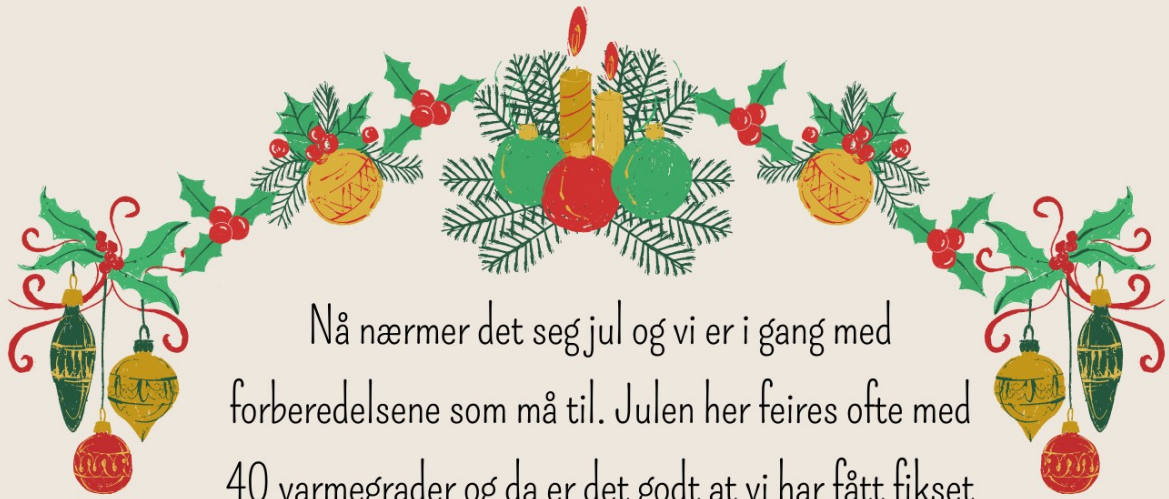 Nå nærmer det seg jul og vi er i gang med
forberedelsene som må til. Julen her feires ofte med
40 varmegrader og da er det godt at vi har fått fikset